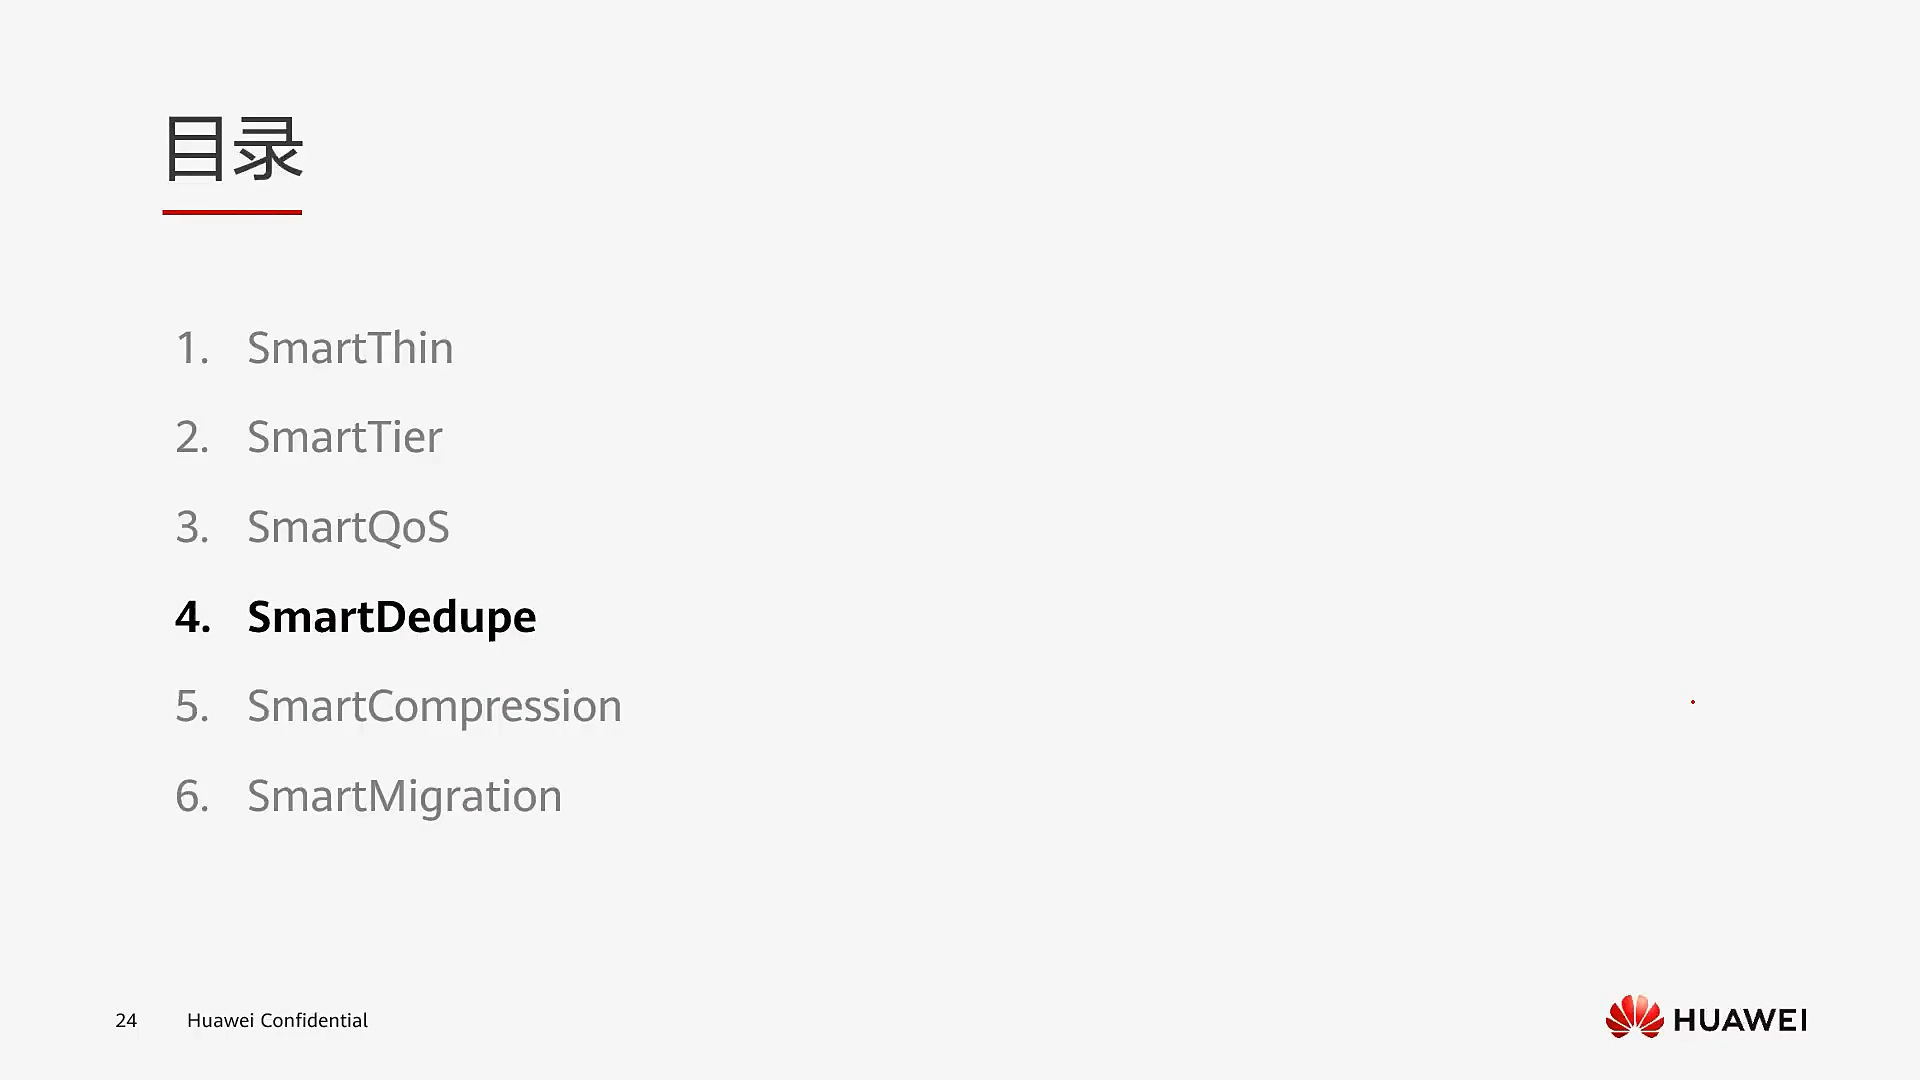 目录
1. SmartThin
2. SmartTier
3. SmartQoS
4. SmartDedupe
5. SmartCompression
6. SmartMigration
24 Huawei Confidential
HUAWEI